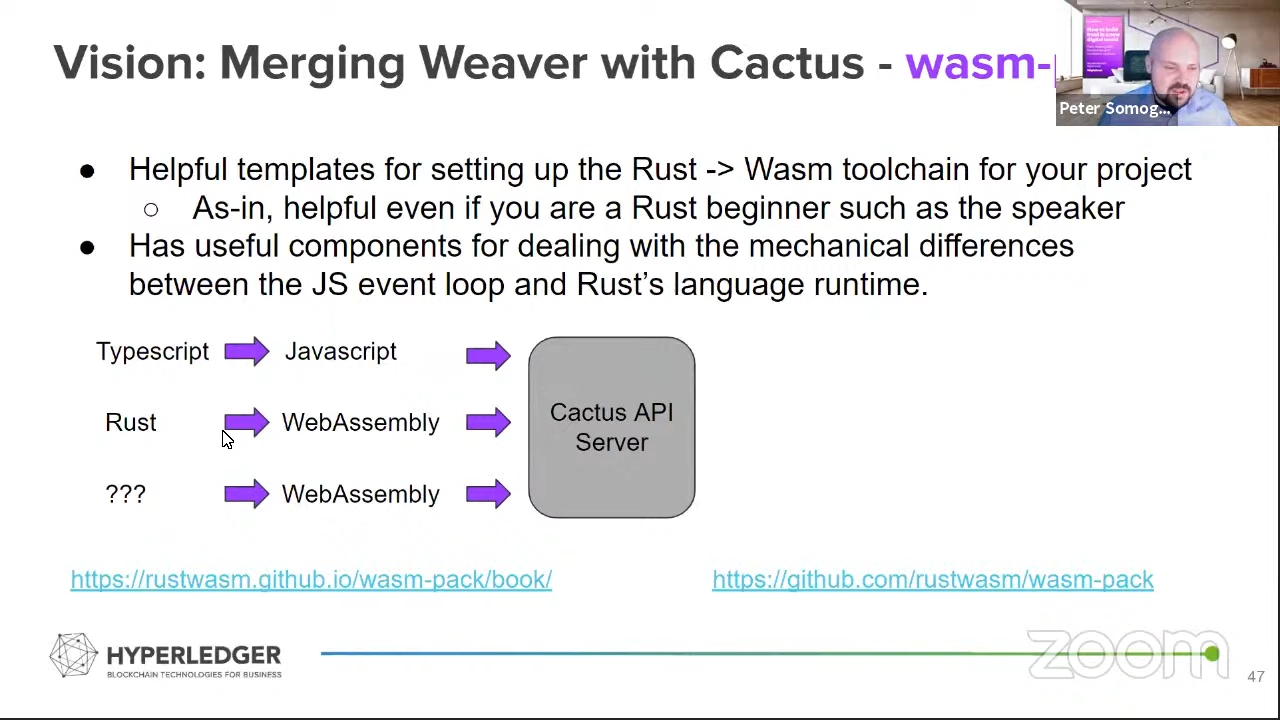 Vision: Merging Weaver with Cactus - wasm-
Peter Somog...
● Helpful templates for setting up the Rust -> Wasm toolchain for your project
○ As-in, helpful even if you are a Rust beginner such as the speaker
● Has useful components for dealing with the mechanical differences
between the JS event loop and Rust’s language runtime.
Typescript Javascript
Rust WebAssembly
??? WebAssembly
Cactus API
Server
https://rustwasm.github.io/wasm-pack/book/ https://github.com/rustwasm/wasm-pack
HYPERLEDGER
BLOCKCHAIN TECHNOLOGIES FOR BUSINESS
zoom
47